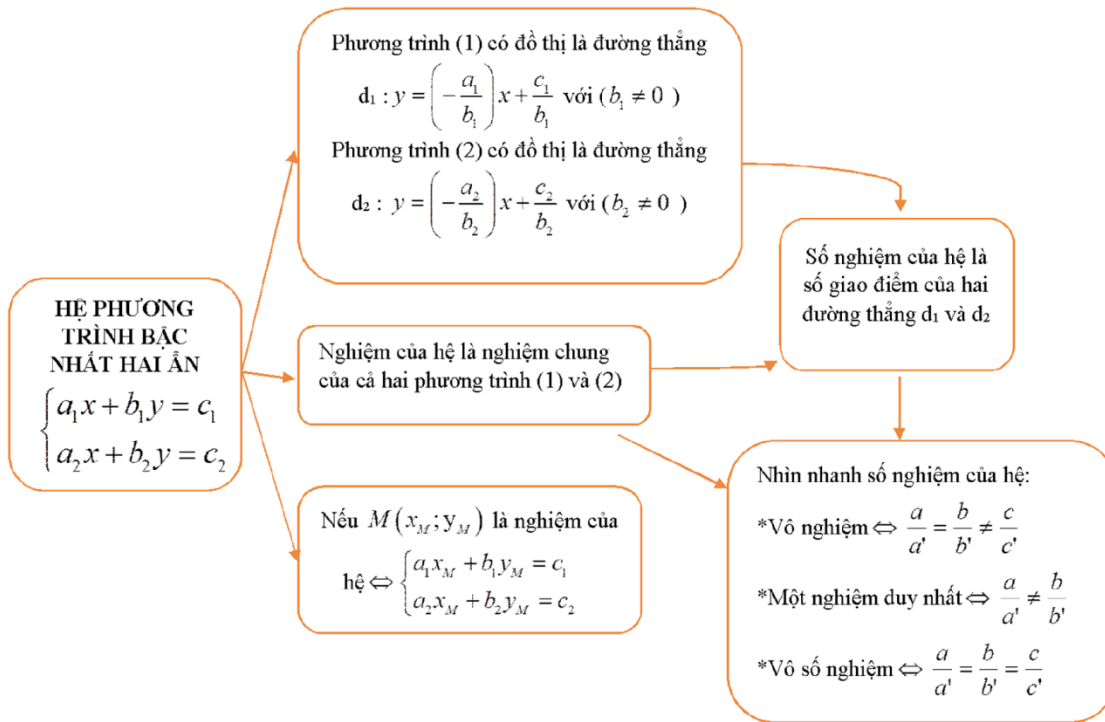 HỆ PHƯƠNG
TRÌNH BẬC
NHẤT HAI ẨN
{a₁x + b₁y = c₁
{a₂x + b₂y = c₂
Phương trình (1) có đồ thị là đường thẳng
d₁ : y = (-a₁/b₁)x + c₁/b₁ với (b₁ ≠ 0 )
Phương trình (2) có đồ thị là đường thẳng
d₂ : y = (-a₂/b₂)x + c₂/b₂ với (b₂ ≠ 0 )
Nghiệm của hệ là nghiệm chung
của cả hai phương trình (1) và (2)
Nếu M(x_M; y_M) là nghiệm của
hệ ⇔ {a₁x_M + b₁y_M = c₁
{a₂x_M + b₂y_M = c₂
Số nghiệm của hệ là
số giao điểm của hai
đường thẳng d₁ và d₂
Nhìn nhanh số nghiệm của hệ:
*Vô nghiệm ⇔ a/a' = b/b' ≠ c/c'
*Một nghiệm duy nhất ⇔ a/a' ≠ b/b'
*Vô số nghiệm ⇔ a/a' = b/b' = c/c'